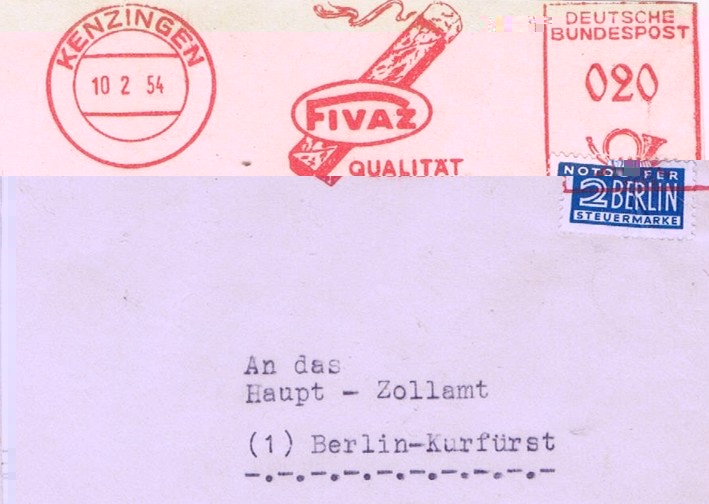 KENZINGEN
10 2 54
FIVAZ
QUALITÄT
DEUTSCHE
BUNDESPOST
020
NOTOPFER
2 BERLIN
STEUERMARKE
An das
Haupt - Zollamt
(1) Berlin-Kurfürst
-.-.-.-.-.-.-.-.-.-